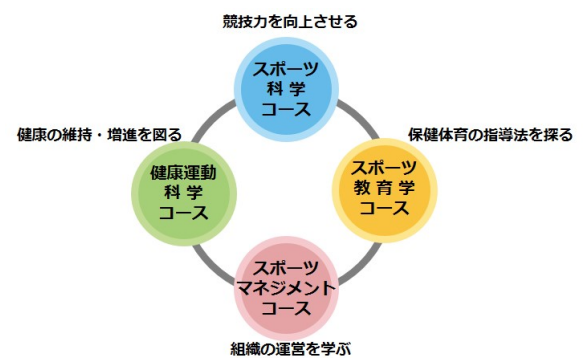 競技力を向上させる
スポーツ
科 学
コース
健康の維持・増進を図る
保健体育の指導法を探る
健康運動
科 学
コース
スポーツ
教 育 学
コース
スポーツ
マネジメント
コース
組織の運営を学ぶ